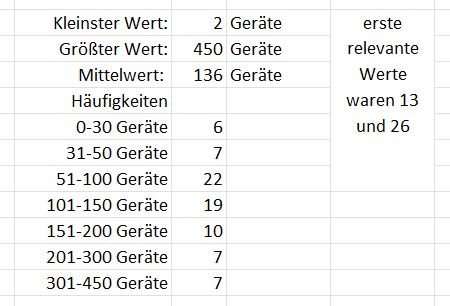 Kleinster Wert: 2 Geräte
Größter Wert: 450 Geräte
Mittelwert: 136 Geräte
Häufigkeiten
0-30 Geräte 6
31-50 Geräte 7
51-100 Geräte 22
101-150 Geräte 19
151-200 Geräte 10
201-300 Geräte 7
301-450 Geräte 7
erste
relevante
Werte
waren 13
und 26